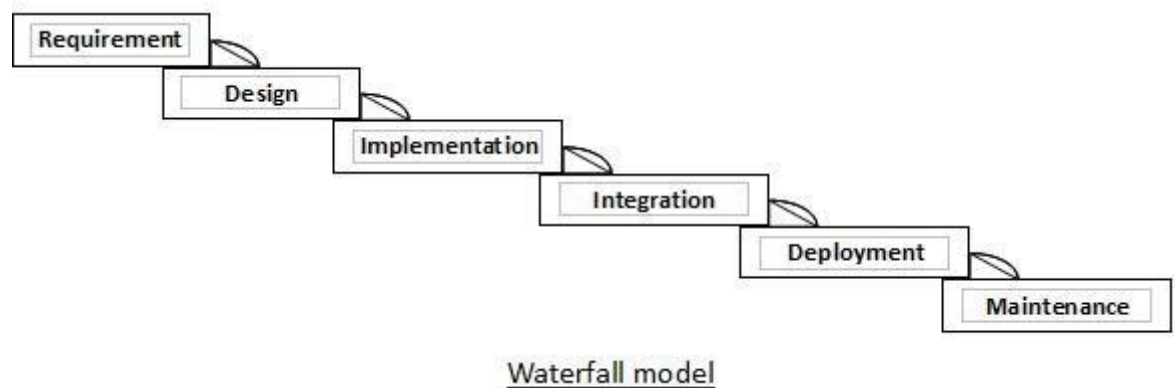 Requirement
Design
Implementation
Integration
Deployment
Maintenance
Waterfall model